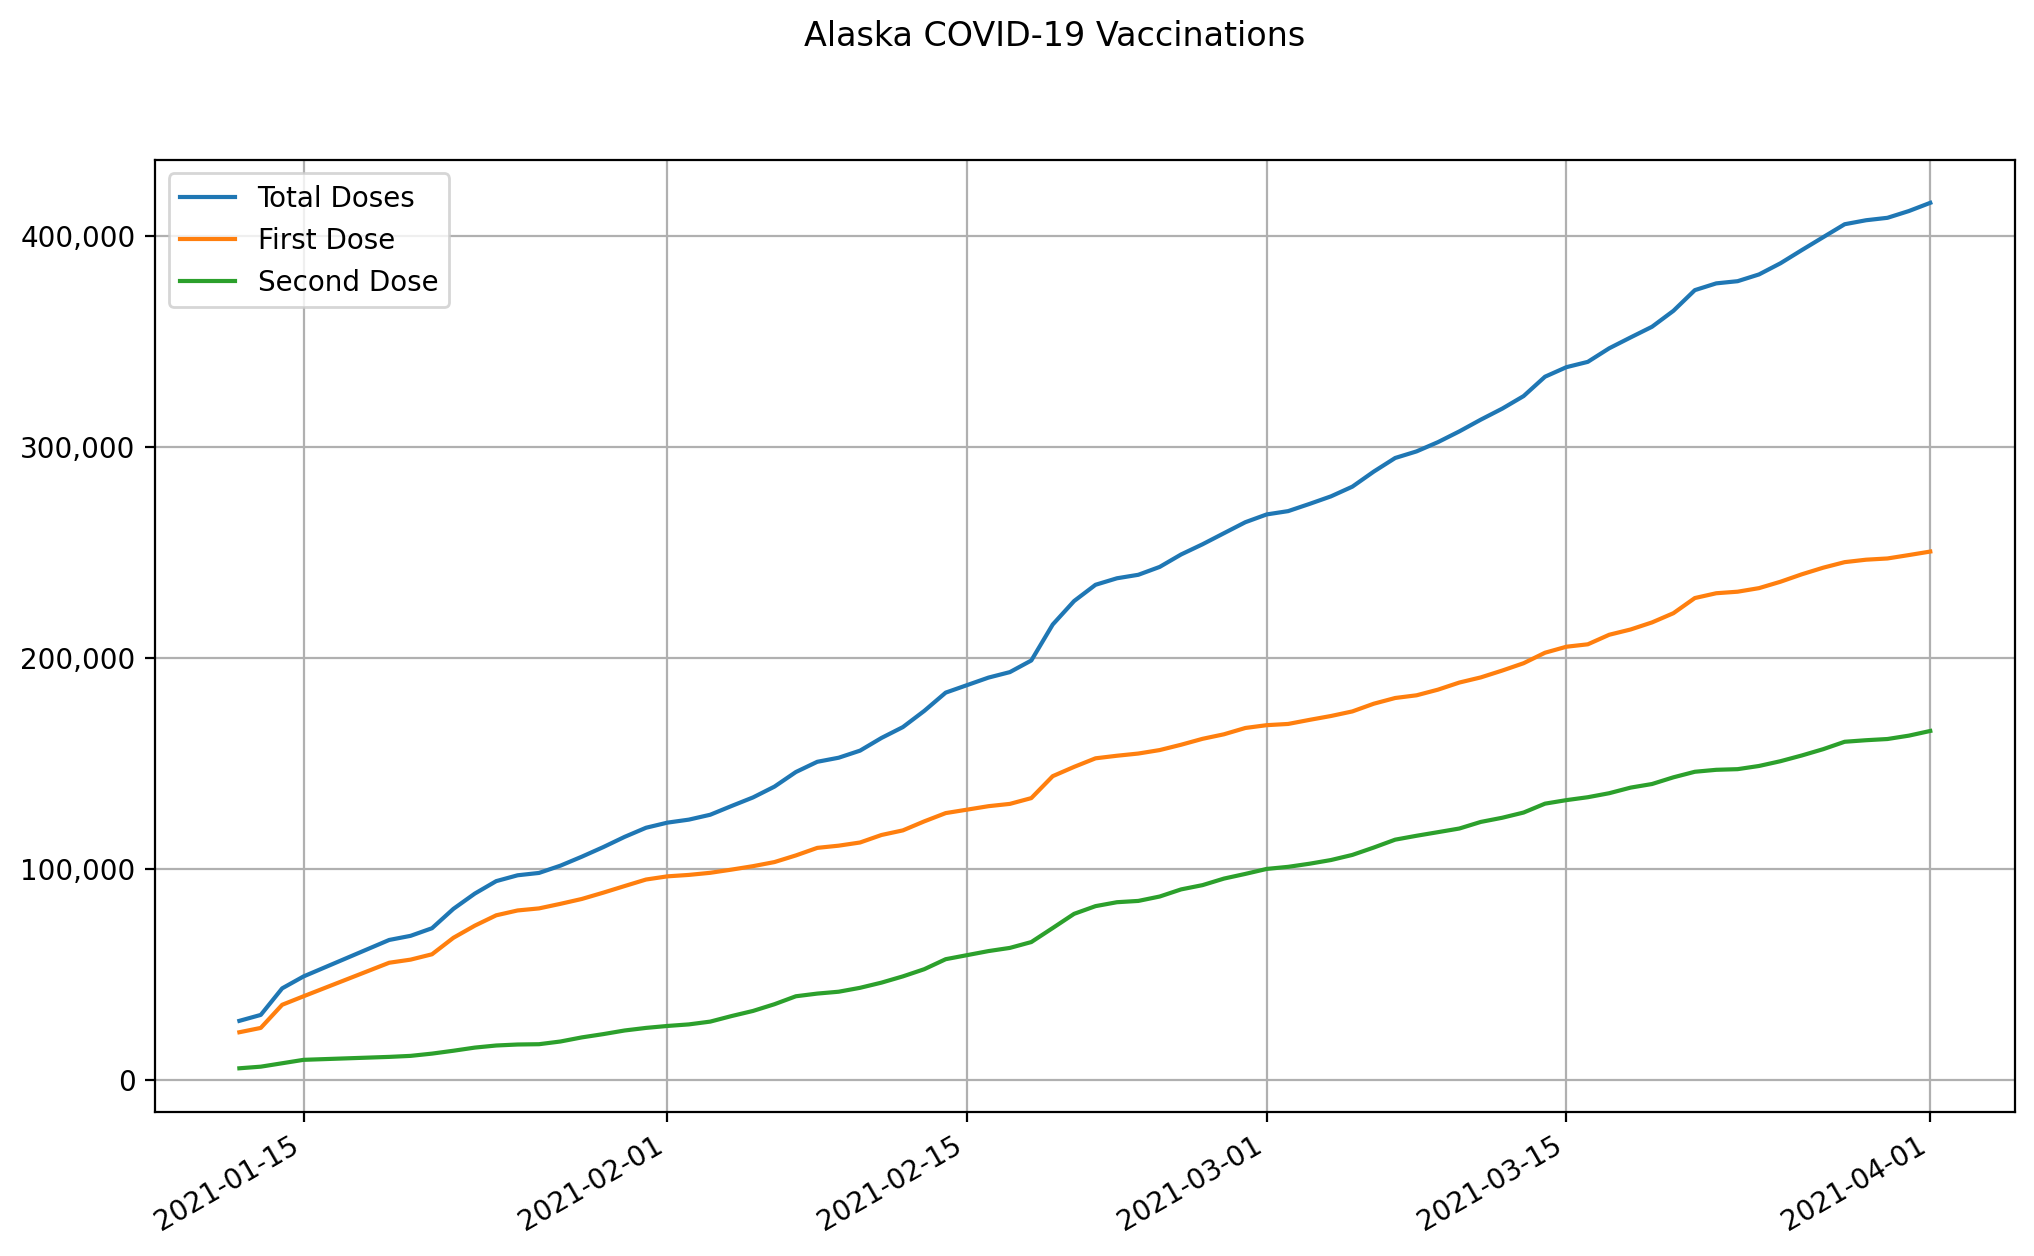 Alaska COVID-19 Vaccinations
Total Doses
First Dose
Second Dose
400,000
300,000
200,000
100,000
0
2021-01-15
2021-02-01
2021-02-15
2021-03-01
2021-03-15
2021-04-01